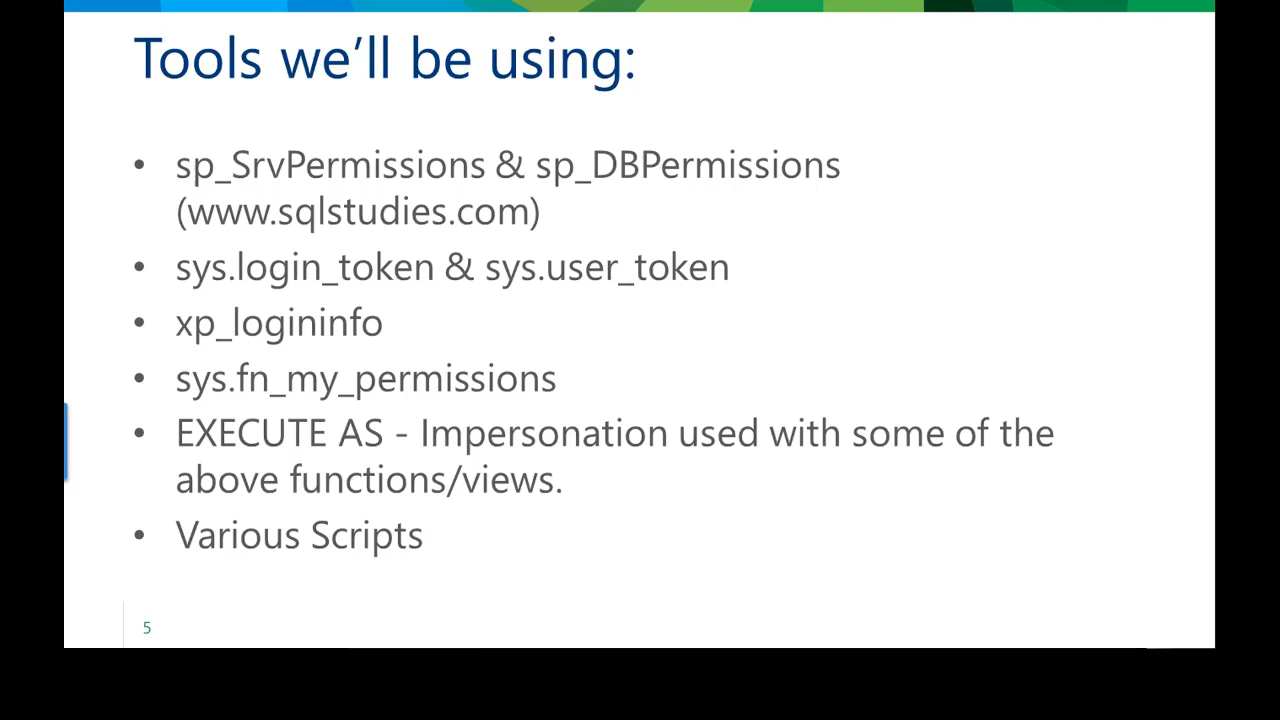 Tools we’ll be using:
• sp_SrvPermissions & sp_DBPermissions
(www.sqlstudies.com)
• sys.login_token & sys.user_token
• xp_logininfo
• sys.fn_my_permissions
• EXECUTE AS - Impersonation used with some of the
above functions/views.
• Various Scripts
5